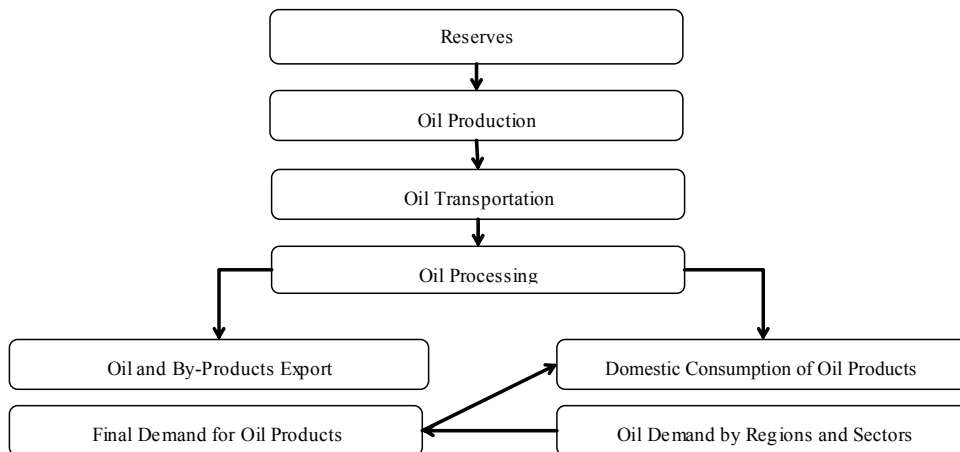 Reserves
Oil Production
Oil Transportation
Oil Processing
Oil and By-Products Export
Domestic Consumption of Oil Products
Final Demand for Oil Products
Oil Demand by Regions and Sectors